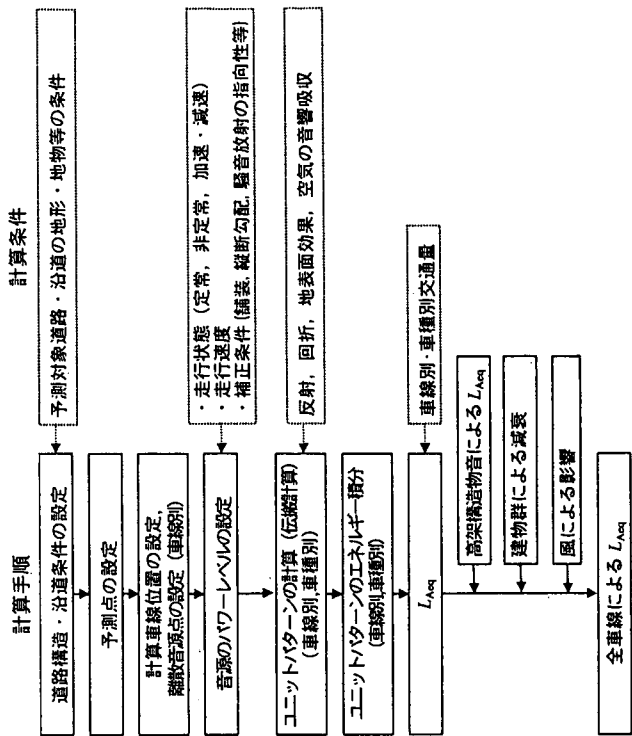 計算手順
計算条件
道路構造・沿道条件の設定
予測対象道路・沿道の地形・地物等の条件
予測点の設定
計算車線位置の設定,
離散音源点の設定 (車線別)
音源のパワーレベルの設定
・走行状態 (定常, 非定常, 加速・減速)
・走行速度
・補正条件 (舗装, 縦断勾配, 騒音放射の指向性等)
ユニットパターンの計算 (伝搬計算)
(車線別, 車種別)
反射, 回折, 地表面効果, 空気の音響吸収
ユニットパターンのエネルギー積分
(車線別, 車種別)
LAeq
車線別・車種別交通量
高架構造物音による LAeq
建物群による減衰
風による影響
全車線による LAeq